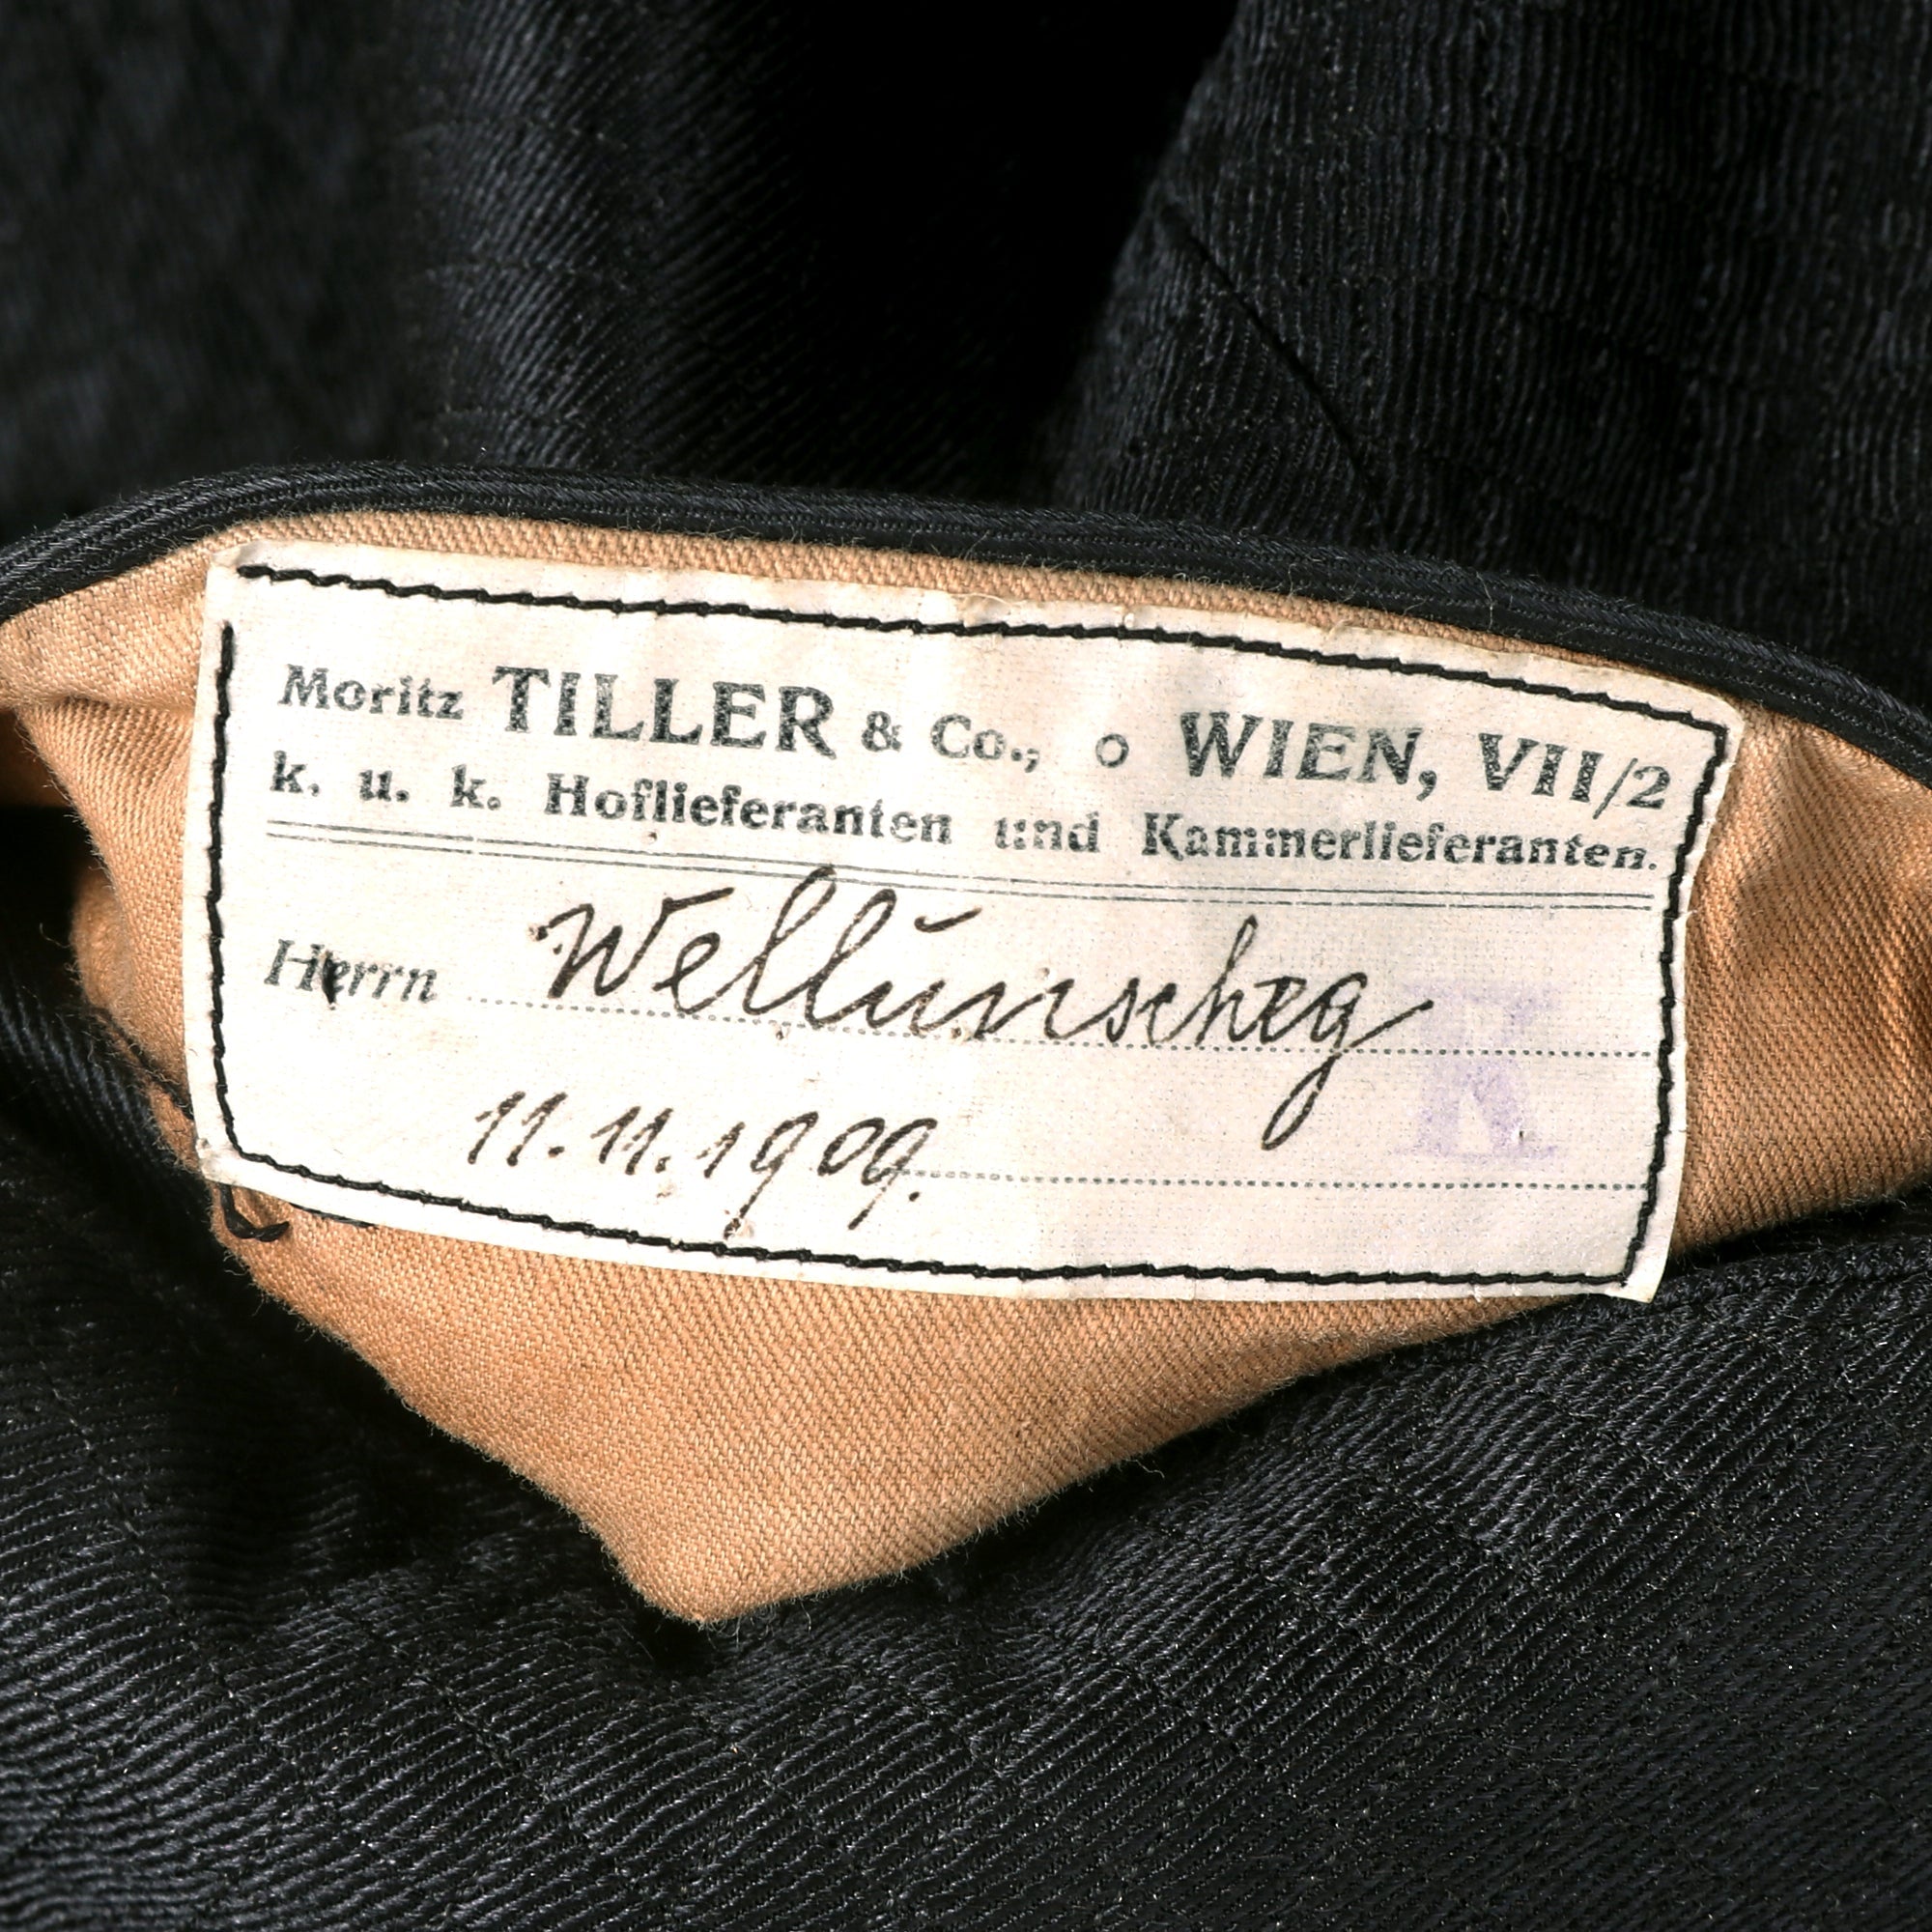 Moritz TILLER & Co., o WIEN, VII/2
k. u. k. Hoflieferanten und Kammerlieferanten.
Herrn Wellunscheg
11.11.1909.
K